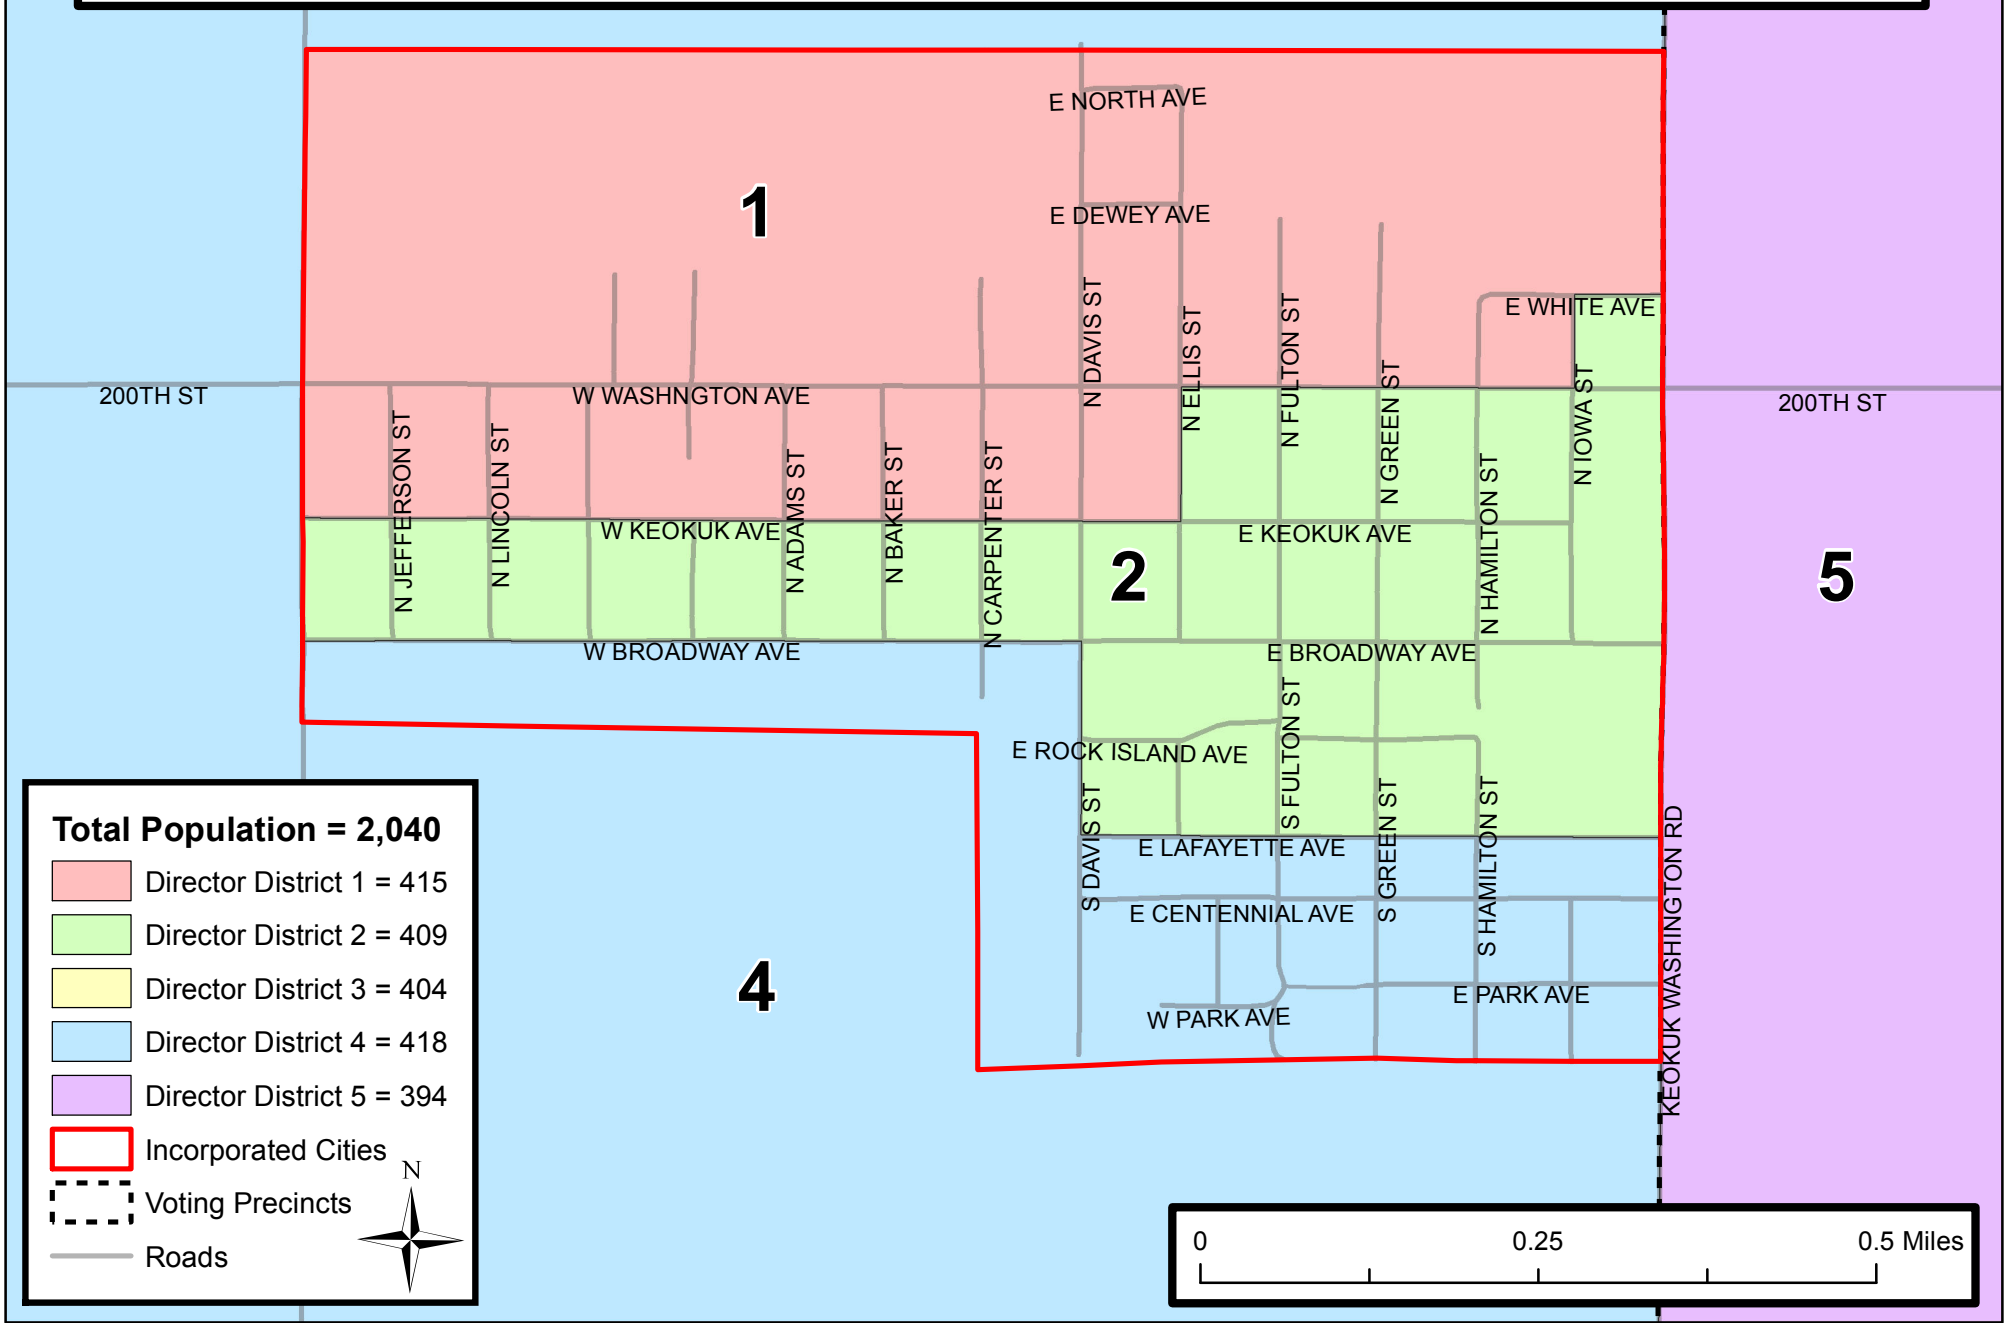 E NORTH AVE
1
E DEWEY AVE
N DAVIS ST
N ELLIS ST
N FULTON ST
N GREEN ST
E WHITE AVE
N IOWA ST
200TH ST
W WASHNGTON AVE
200TH ST
N JEFFERSON ST
N LINCOLN ST
N ADAMS ST
N BAKER ST
N CARPENTER ST
N HAMILTON ST
W KEOKUK AVE
E KEOKUK AVE
2
5
W BROADWAY AVE
E BROADWAY AVE
E ROCK ISLAND AVE
S FULTON ST
S DAVIS ST
S GREEN ST
S HAMILTON ST
KEOKUK WASHINGTON RD
E LAFAYETTE AVE
E CENTENNIAL AVE
4
E PARK AVE
W PARK AVE
Total Population = 2,040
Director District 1 = 415
Director District 2 = 409
Director District 3 = 404
Director District 4 = 418
Director District 5 = 394
Incorporated Cities
N
Voting Precincts
Roads
0 0.25 0.5 Miles